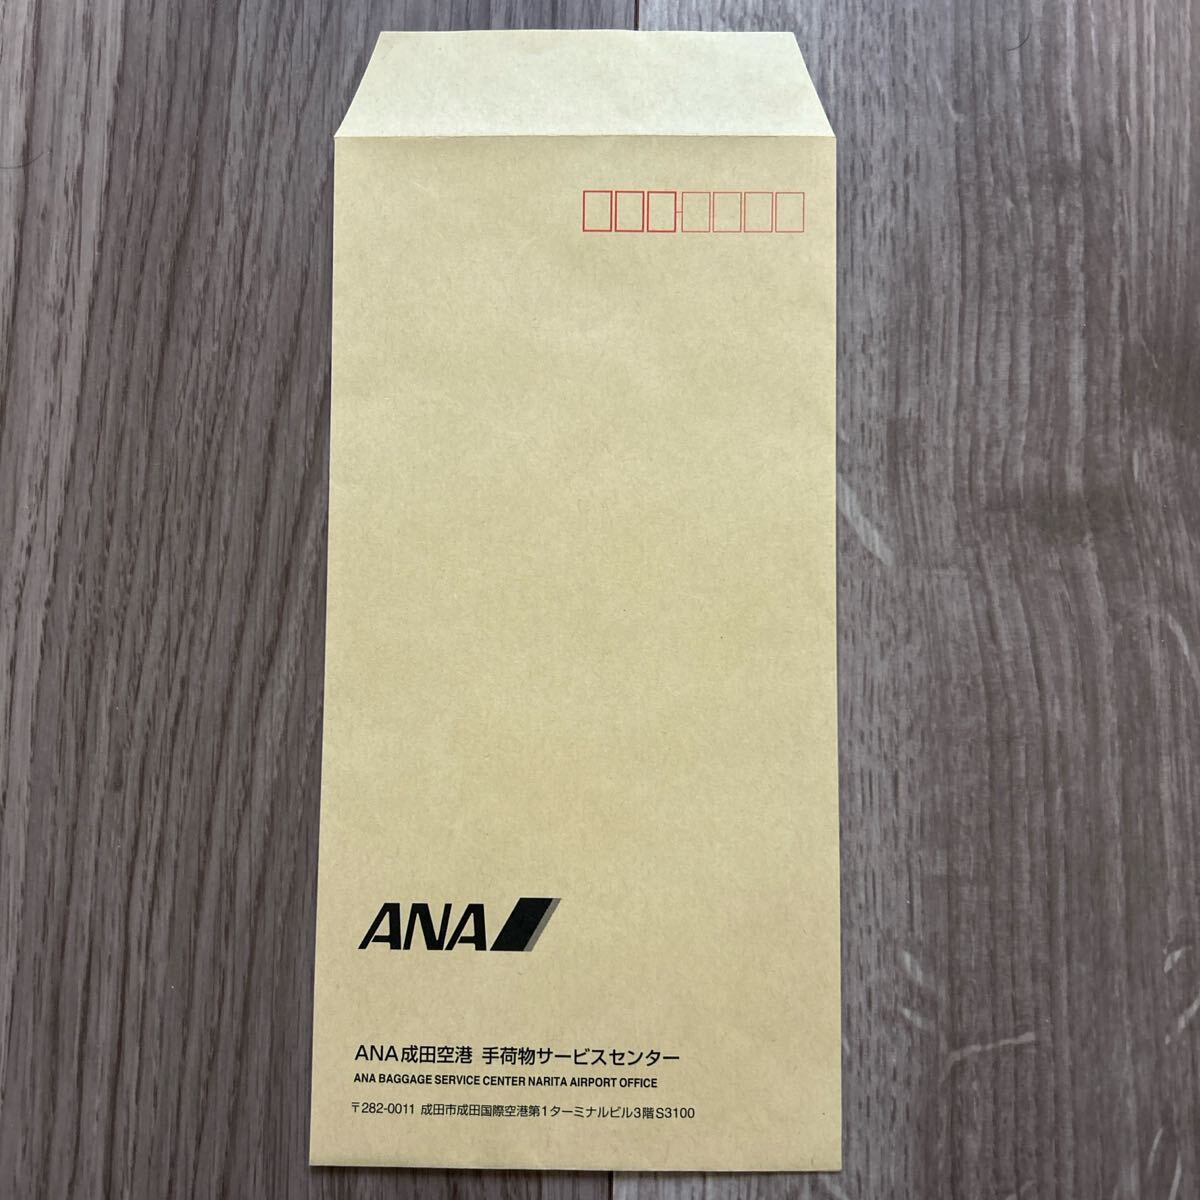 ANA
ANA成田空港 手荷物サービスセンター
ANA BAGGAGE SERVICE CENTER NARITA AIRPORT OFFICE
〒282-0011 成田市成田国際空港第1ターミナルビル3階S3100